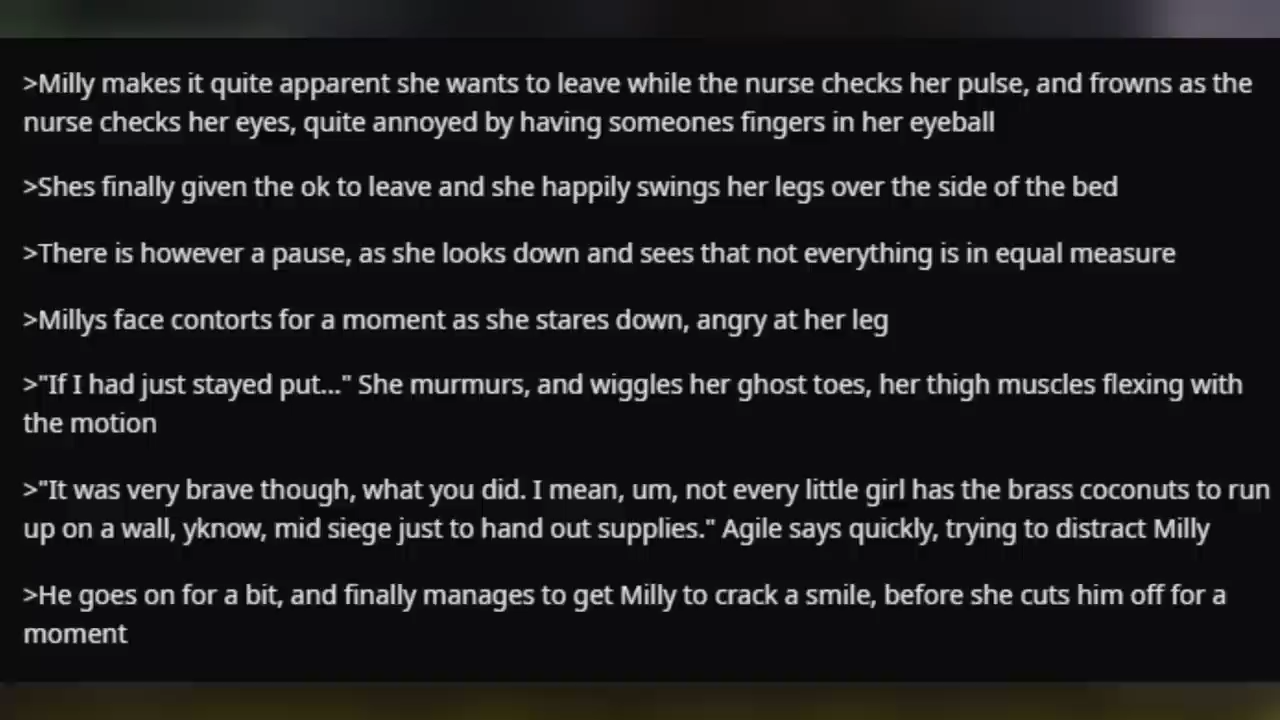 >Milly makes it quite apparent she wants to leave while the nurse checks her pulse, and frowns as the
nurse checks her eyes, quite annoyed by having someones fingers in her eyeball
>Shes finally given the ok to leave and she happily swings her legs over the side of the bed
>There is however a pause, as she looks down and sees that not everything is in equal measure
>Millys face contorts for a moment as she stares down, angry at her leg
>"If I had just stayed put..." She murmurs, and wiggles her ghost toes, her thigh muscles flexing with
the motion
>"It was very brave though, what you did. I mean, um, not every little girl has the brass coconuts to run
up on a wall, yknow, mid siege just to hand out supplies." Agile says quickly, trying to distract Milly
>He goes on for a bit, and finally manages to get Milly to crack a smile, before she cuts him off for a
moment